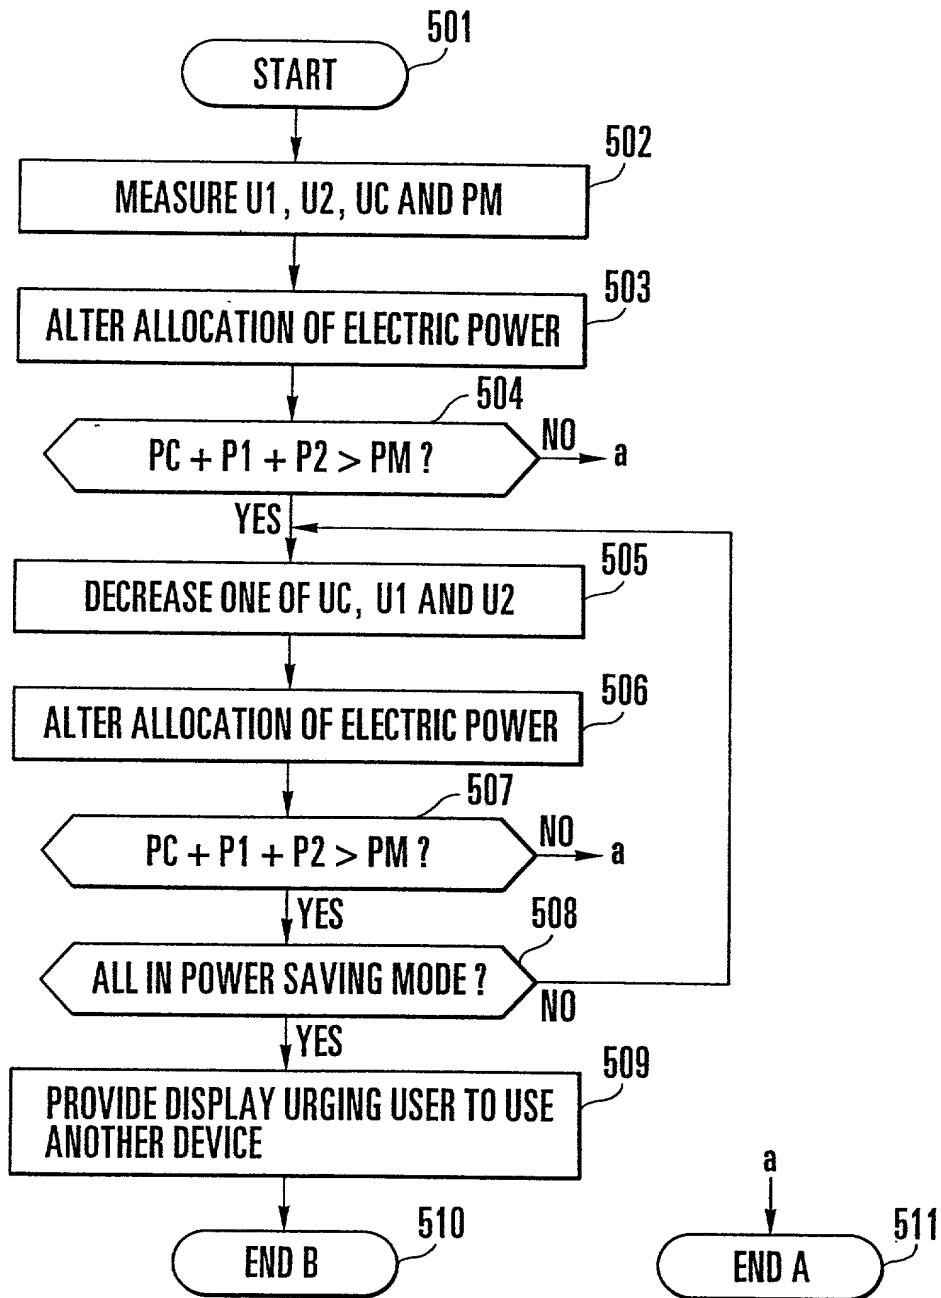 501
START
502
MEASURE U1, U2, UC AND PM
503
ALTER ALLOCATION OF ELECTRIC POWER
504
PC + P1 + P2 > PM ?
NO
a
YES
505
DECREASE ONE OF UC, U1 AND U2
506
ALTER ALLOCATION OF ELECTRIC POWER
507
PC + P1 + P2 > PM ?
NO
a
YES
508
ALL IN POWER SAVING MODE ?
NO
YES
509
PROVIDE DISPLAY URGING USER TO USE
ANOTHER DEVICE
510
END B
a
511
END A